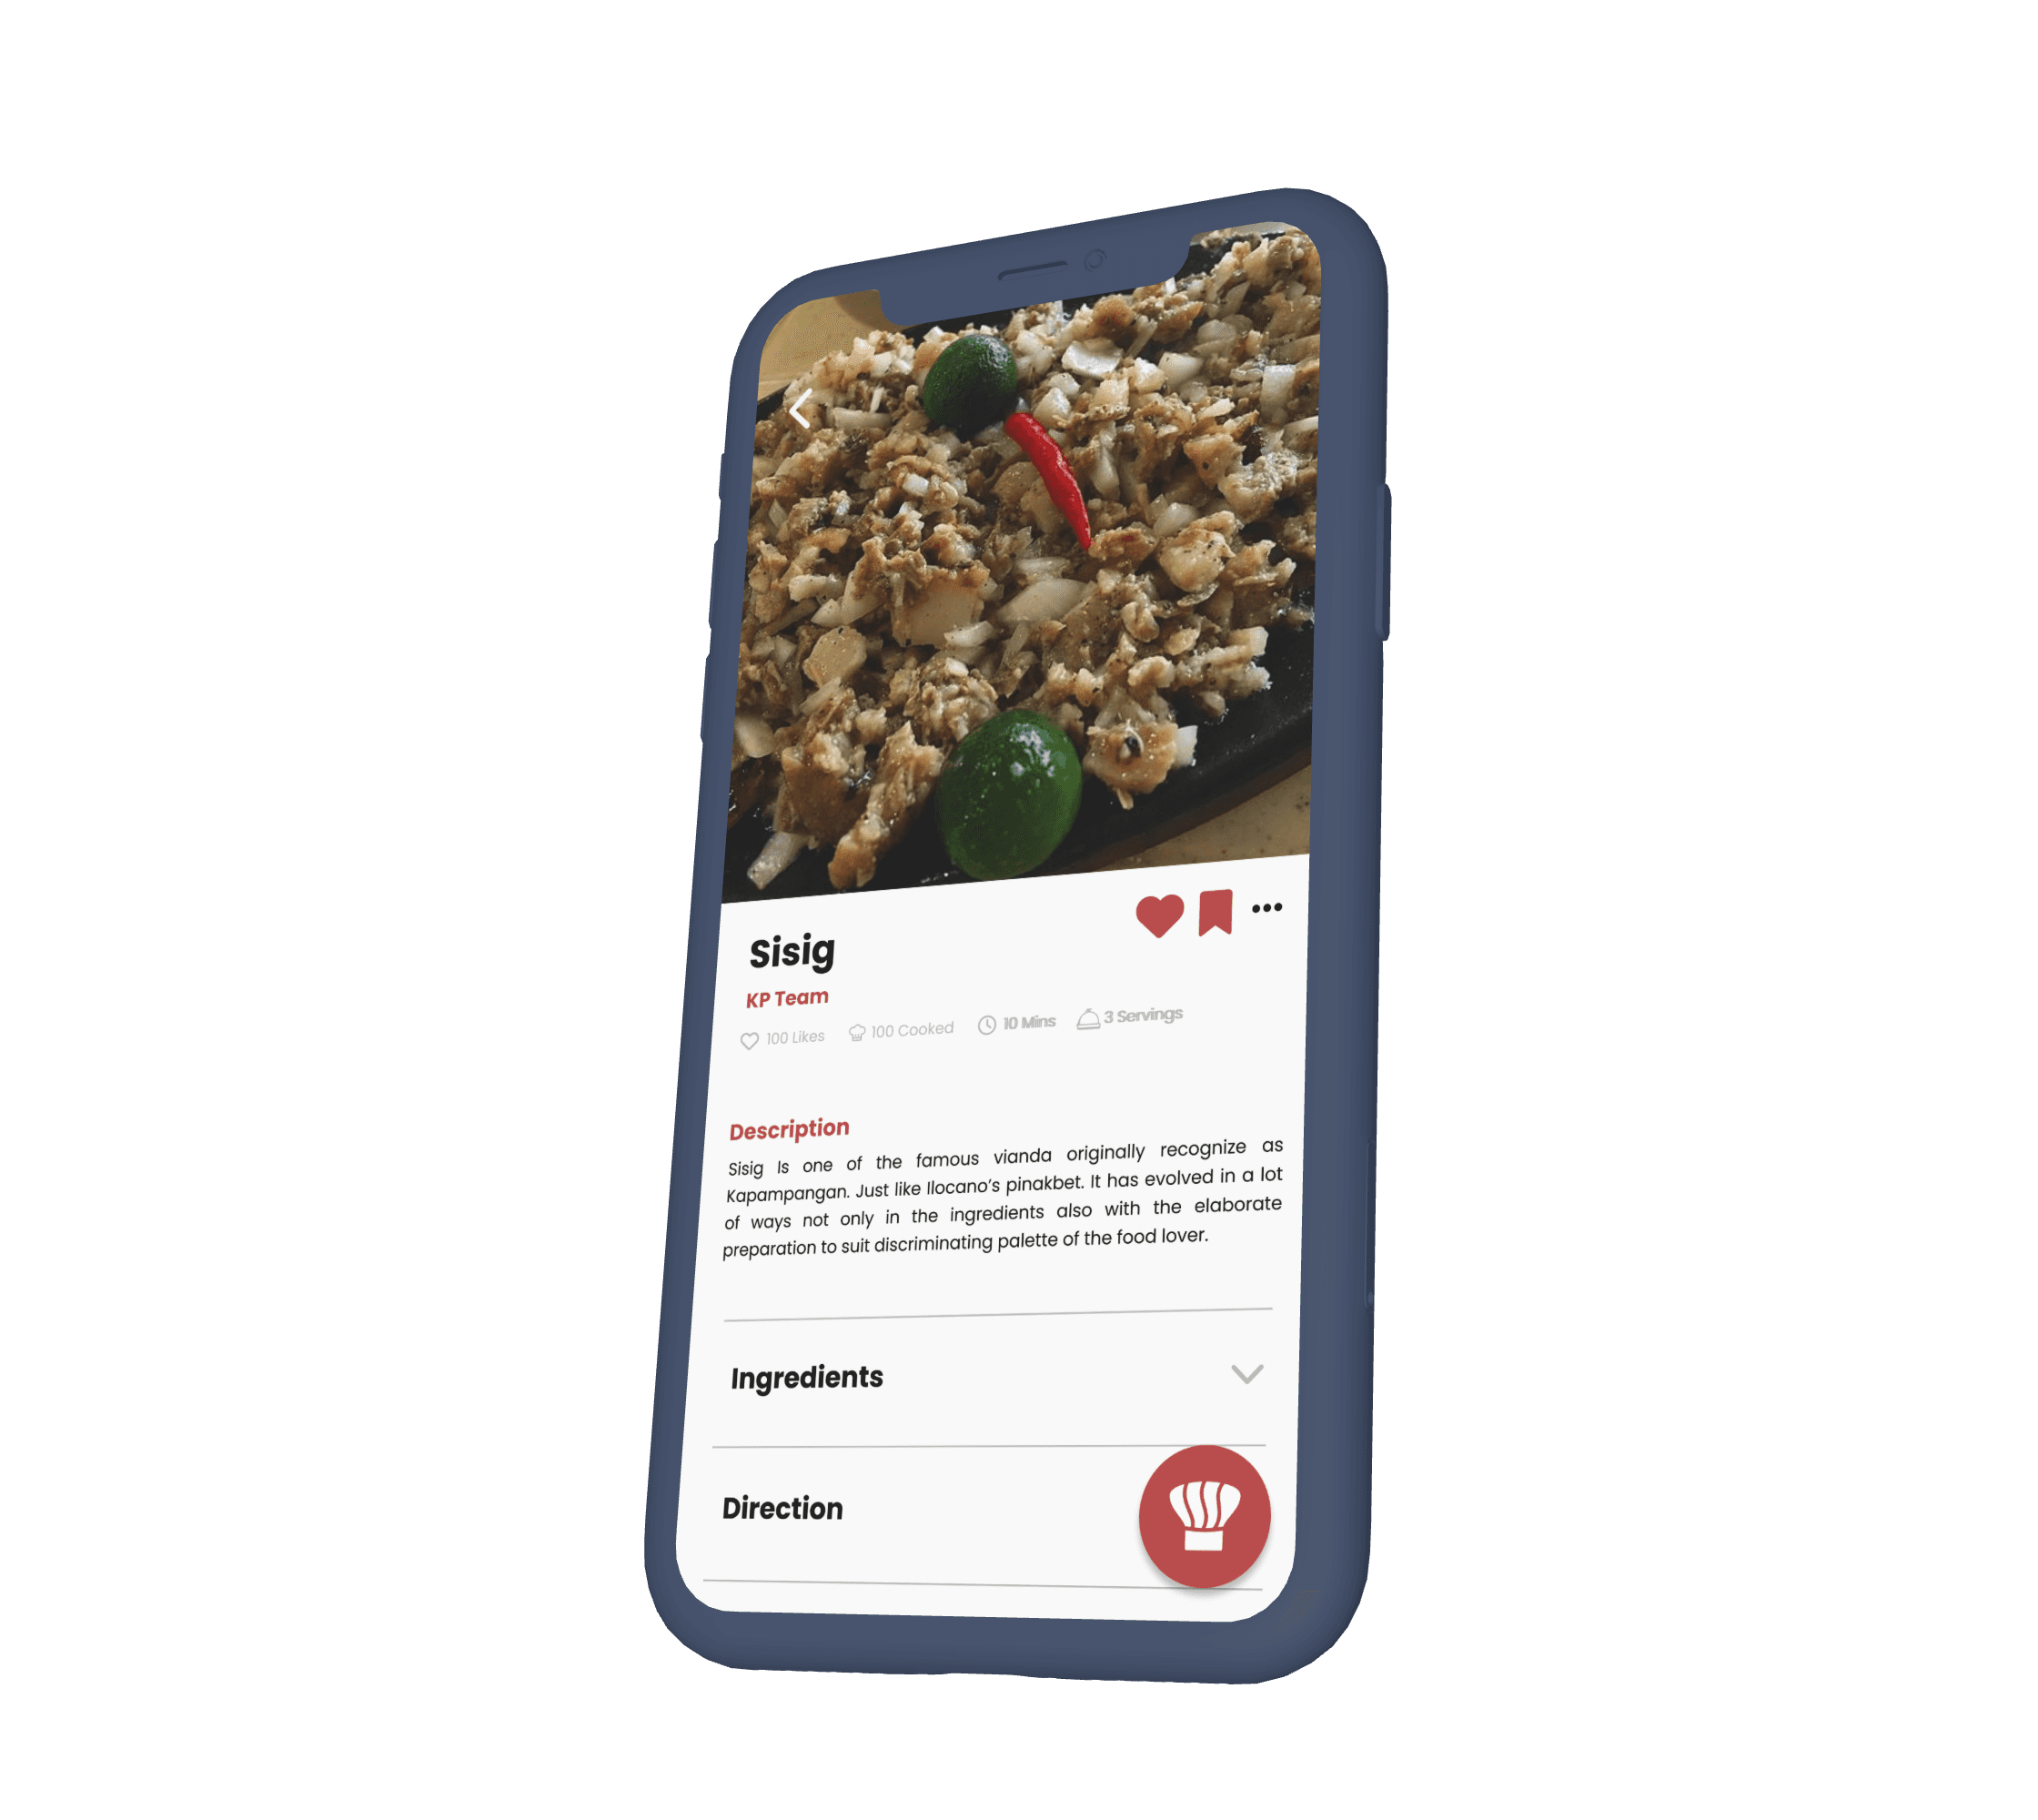 Sisig
KP Team
100 Likes 100 Cooked 10 Mins 3 Servings
Description
Sisig Is one of the famous vianda originally recognize as
Kapampangan. Just like Ilocano's pinakbet. It has evolved in a lot
of ways not only in the ingredients also with the elaborate
preparation to suit discriminating palette of the food lover.
Ingredients
Direction